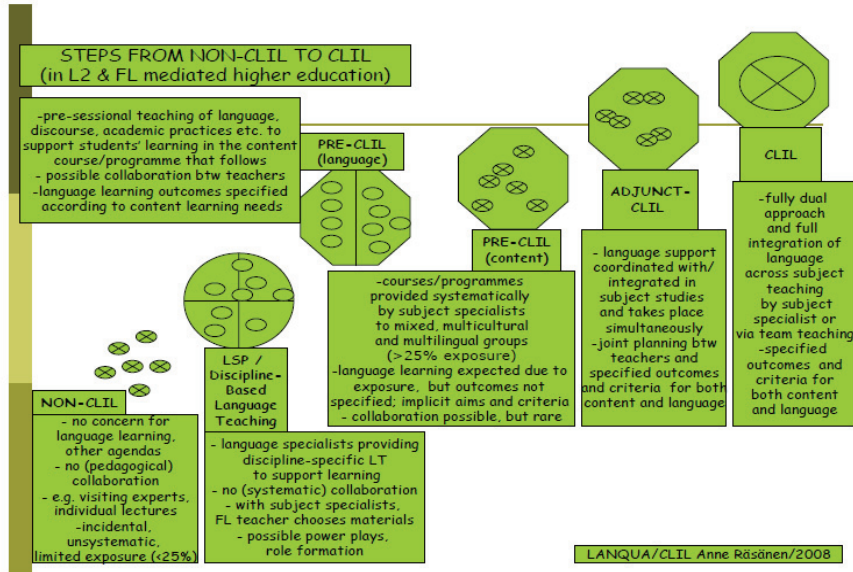 STEPS FROM NON-CLIL TO CLIL
(in L2 & FL mediated higher education)
-pre-sessional teaching of language,
discourse, academic practices etc. to
support students' learning in the content
course/programme that follows
- possible collaboration btw teachers
-language learning outcomes specified
according to content learning needs
PRE-CLIL
(language)
NON-CLIL
- no concern for
language learning,
other agendas
- no (pedagogical)
collaboration
- e.g. visiting experts,
individual lectures
-incidental,
unsystematic,
limited exposure (<25%)
LSP /
Discipline-
Based
Language
Teaching
- language specialists providing
discipline-specific LT
to support learning
- no (systematic) collaboration
- with subject specialists,
FL teacher chooses materials
- possible power plays,
role formation
PRE-CLIL
(content)
-courses/programmes
provided systematically
by subject specialists
to mixed, multicultural
and multilingual groups
(>25% exposure)
-language learning expected due to
exposure, but outcomes not
specified; implicit aims and criteria
- collaboration possible, but rare
ADJUNCT-
CLIL
- language support
coordinated with/
integrated in
subject studies
and takes place
simultaneously
-joint planning btw
teachers and
specified outcomes
and criteria for both
content and language
CLIL
-fully dual
approach
and full
integration of
language
across subject
teaching
by subject
specialist or
via team teaching
-specified
outcomes and
criteria for
both content
and language
LANQUA/CLIL Anne Räsänen/2008